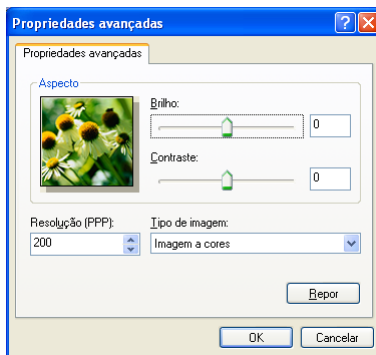 Propriedades avançadas
Propriedades avançadas
Aspecto
Brilho:
0
Contraste:
0
Resolução (PPP):
Tipo de imagem:
200
Imagem a cores
Repor
OK
Cancelar